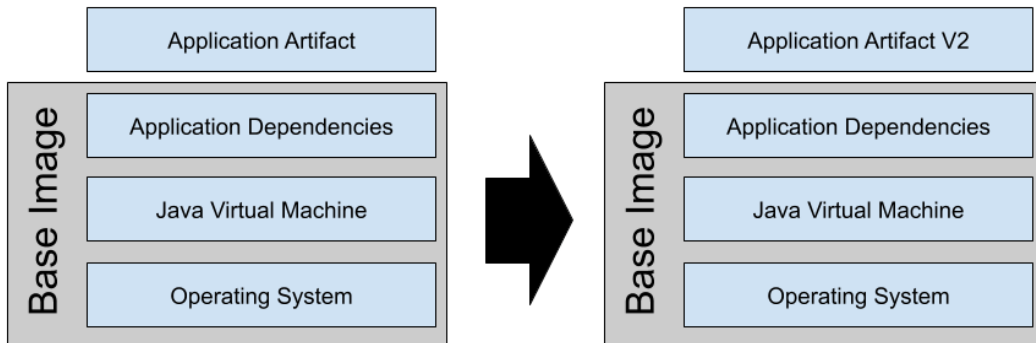 Application Artifact
Base Image
Application Dependencies
Java Virtual Machine
Operating System
Application Artifact V2
Base Image
Application Dependencies
Java Virtual Machine
Operating System